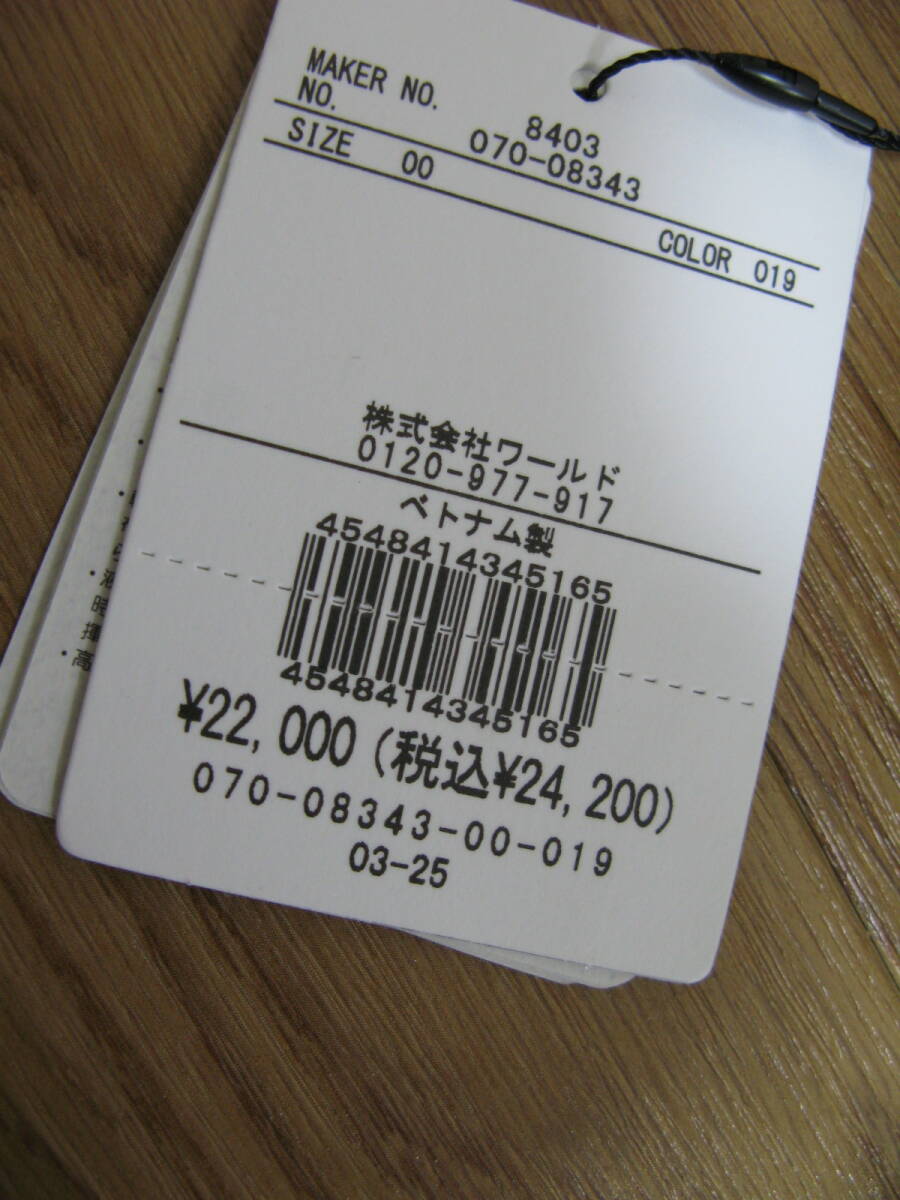 MAKER NO. 8403
NO. 070-08343
SIZE 00 COLOR 019
株式会社ワールド
0120-977-917
ベトナム製
4548414345165
4548414345165
¥22,000(税込¥24,200)
070-08343-00-019
03-25
時
・高